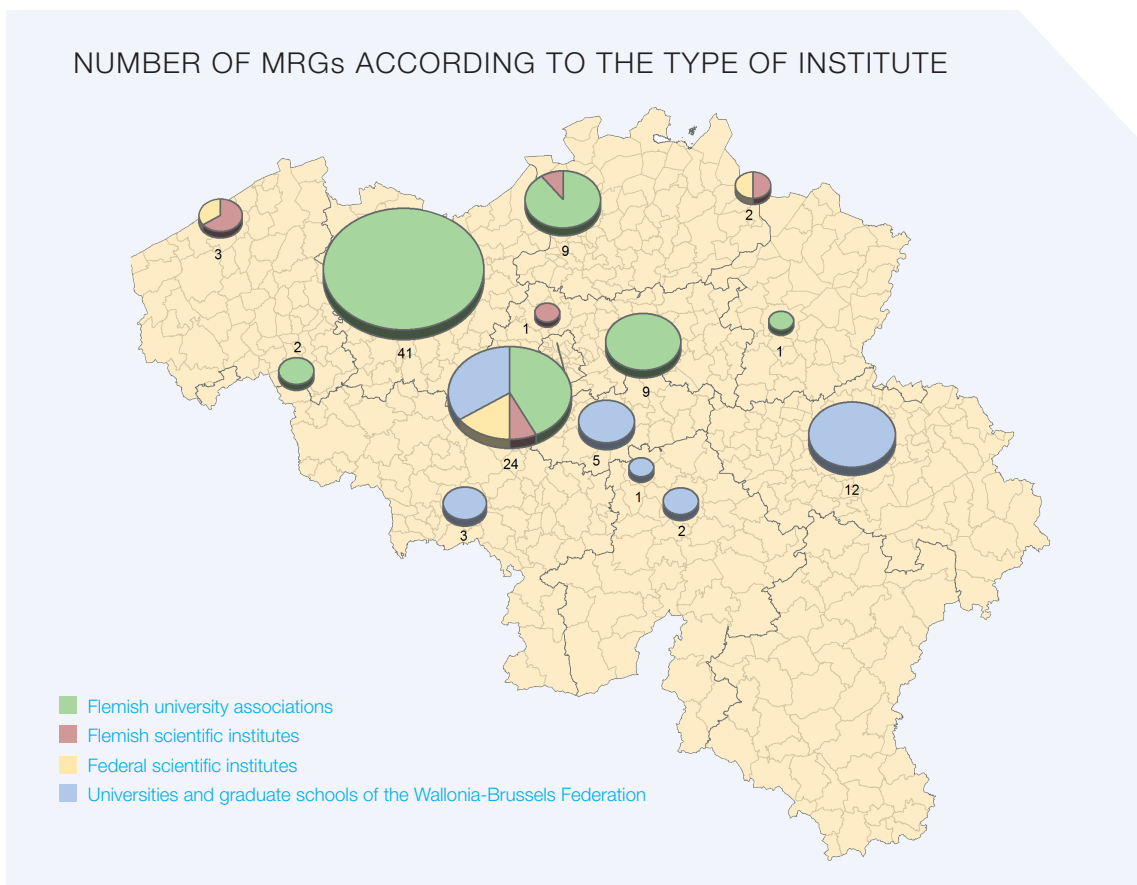 NUMBER OF MRGs ACCORDING TO THE TYPE OF INSTITUTE
2
3
9
1
1
2
41
9
24
5
12
1
3
2
Flemish university associations
Flemish scientific institutes
Federal scientific institutes
Universities and graduate schools of the Wallonia-Brussels Federation